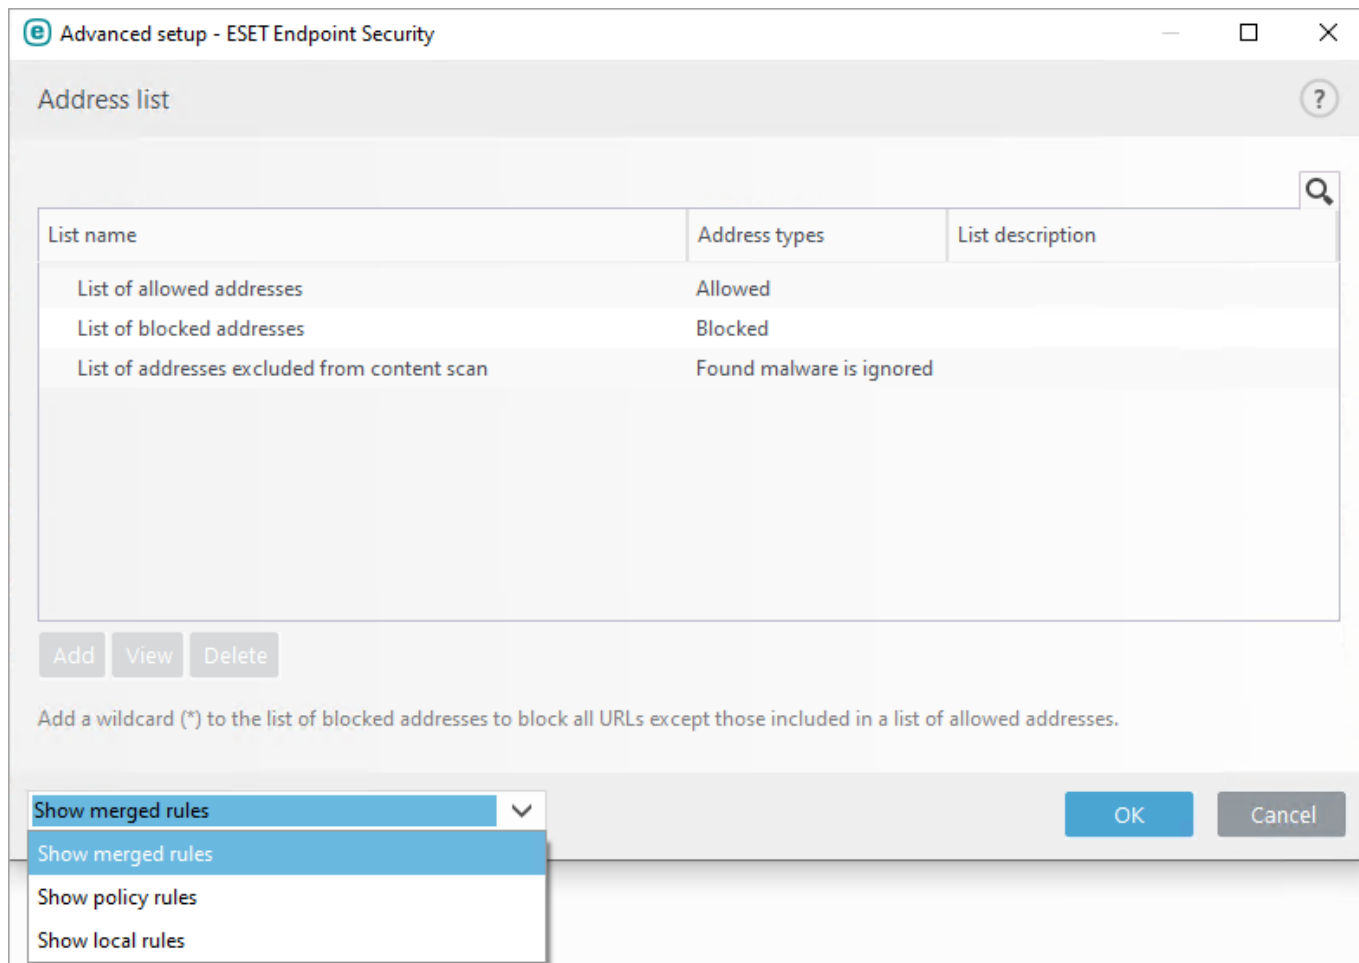 e Advanced setup - ESET Endpoint Security
Address list ?
List name Address types List description
List of allowed addresses Allowed
List of blocked addresses Blocked
List of addresses excluded from content scan Found malware is ignored
Add View Delete
Add a wildcard (*) to the list of blocked addresses to block all URLs except those included in a list of allowed addresses.
Show merged rules OK Cancel
Show merged rules
Show policy rules
Show local rules